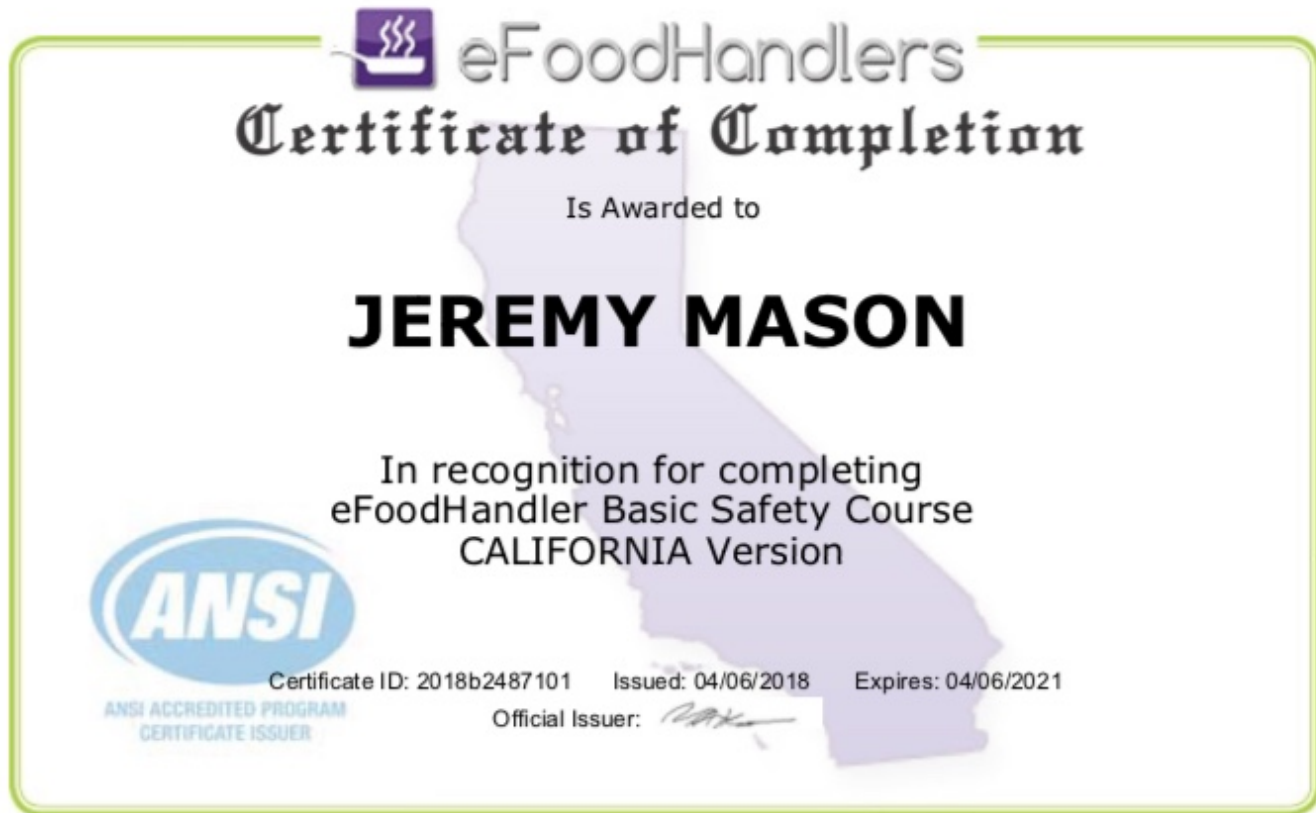 eFoodHandlers
Certificate of Completion
Is Awarded to
JEREMY MASON
In recognition for completing
eFoodHandler Basic Safety Course
CALIFORNIA Version
ANSI
ANSI ACCREDITED PROGRAM
CERTIFICATE ISSUER
Certificate ID: 2018b2487101 Issued: 04/06/2018 Expires: 04/06/2021
Official Issuer: